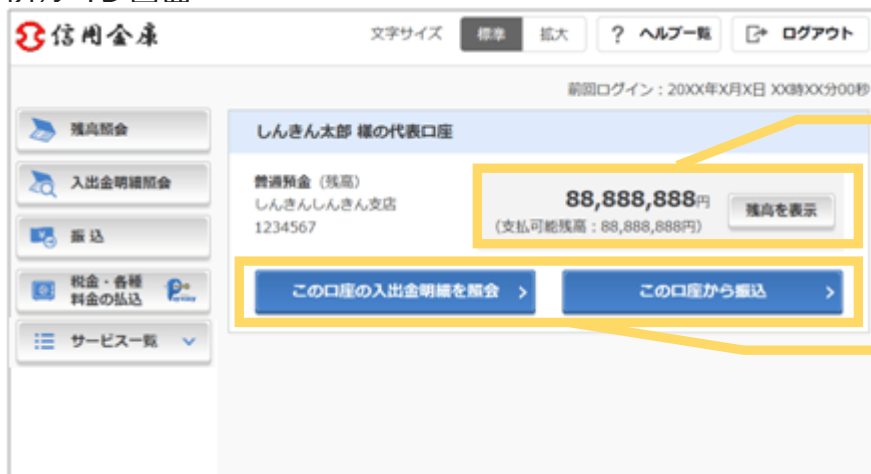 信用金庫
文字サイズ 標準 拡大 ? ヘルプ一覧 ログアウト
前回ログイン：20XX年X月X日 XX時XX分00秒
残高照会
入出金明細照会
振込
税金・各種
料金の払込
サービス一覧
しんきん太郎 様の代表口座
普通預金（残高）
しんきんしんきん支店
1234567
88,888,888円
（支払可能残高：88,888,888円）
残高を表示
この口座の入出金明細を照会
この口座から振込